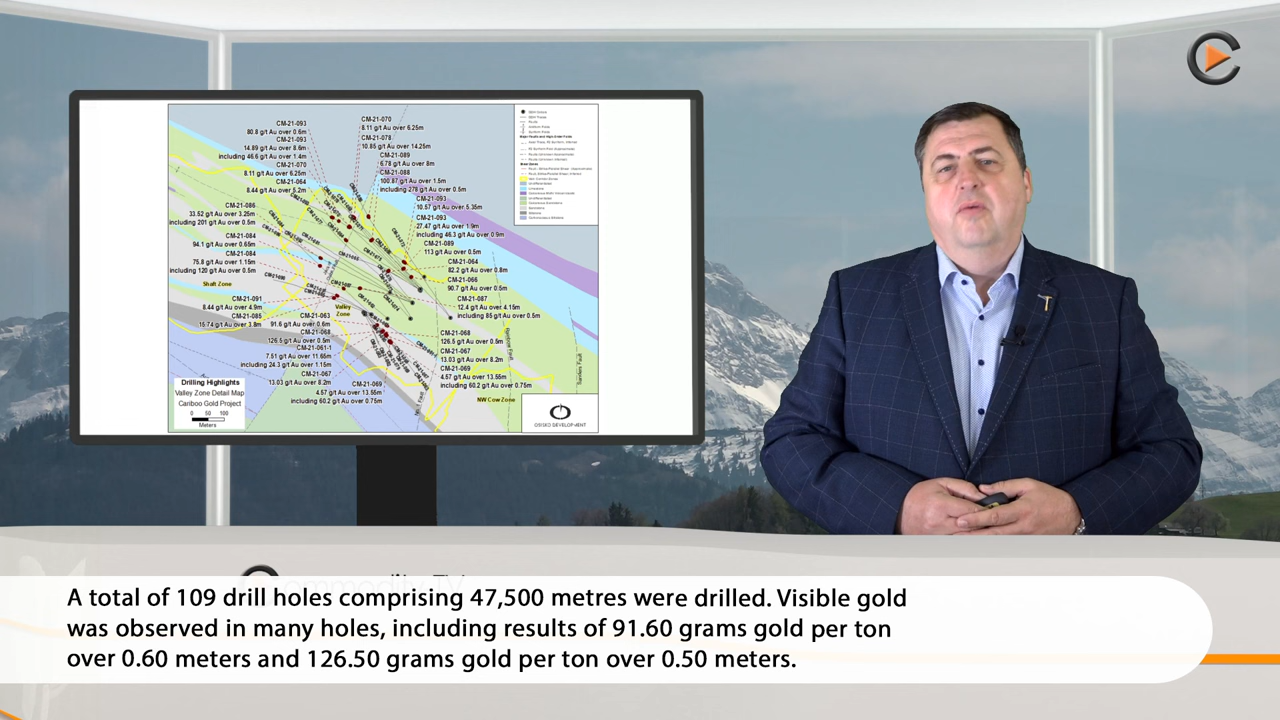 CM-21-093
80.8 g/t Au over 0.6m
CM-21-093
14.89 g/t Au over 8.6m
including 46.6 g/t Au over 1.4m
CM-21-070
8.11 g/t Au over 6.25m
CM-21-064
8.44 g/t Au over 5.2m
CM-21-086
33.52 g/t Au over 3.25m
including 201 g/t Au over 0.5m
CM-21-084
94.1 g/t Au over 0.65m
CM-21-084
75.8 g/t Au over 1.15m
including 120 g/t Au over 0.5m
Shaft Zone
CM-21-091
8.44 g/t Au over 4.9m
CM-21-085
15.74 g/t Au over 3.8m
CM-21-063
91.6 g/t Au over 0.6m
CM-21-068
126.5 g/t Au over 0.5m
CM-21-061-1
7.51 g/t Au over 11.65m
including 24.3 g/t Au over 1.15m
CM-21-067
13.03 g/t Au over 8.2m
CM-21-069
4.57 g/t Au over 13.55m
including 60.2 g/t Au over 0.75m
CM-21-070
8.11 g/t Au over 6.25m
CM-21-078
10.85 g/t Au over 14.25m
CM-21-089
6.78 g/t Au over 8m
CM-21-088
100.87 g/t Au over 1.5m
including 278 g/t Au over 0.5m
CM-21-093
10.57 g/t Au over 5.35m
CM-21-093
27.47 g/t Au over 1.9m
including 46.3 g/t Au over 0.9m
CM-21-089
113 g/t Au over 0.5m
CM-21-064
82.2 g/t Au over 0.8m
CM-21-066
90.7 g/t Au over 0.5m
CM-21-087
12.4 g/t Au over 4.15m
including 85 g/t Au over 0.5m
CM-21-068
126.5 g/t Au over 0.5m
CM-21-067
13.03 g/t Au over 8.2m
CM-21-069
4.57 g/t Au over 13.55m
including 60.2 g/t Au over 0.75m
Valley
Zone
NW Cow Zone
Drilling Highlights
Valley Zone Detail Map
Cariboo Gold Project
0 50 100
Meters
OSISKO DEVELOPMENT
A total of 109 drill holes comprising 47,500 metres were drilled. Visible gold
was observed in many holes, including results of 91.60 grams gold per ton
over 0.60 meters and 126.50 grams gold per ton over 0.50 meters.